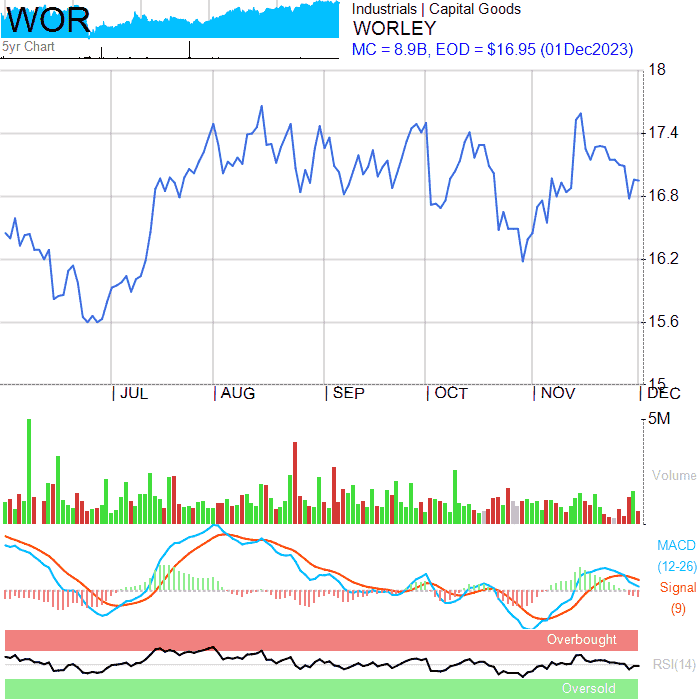 WOR
5yr Chart
Industrials | Capital Goods
WORLEY
MC = 8.9B, EOD = $16.95 (01Dec2023)
18
17.4
16.8
16.2
15.6
15
JUL
AUG
SEP
OCT
NOV
DEC
5M
Volume
MACD
(12-26)
Signal
(9)
Overbought
RSI(14)
Oversold